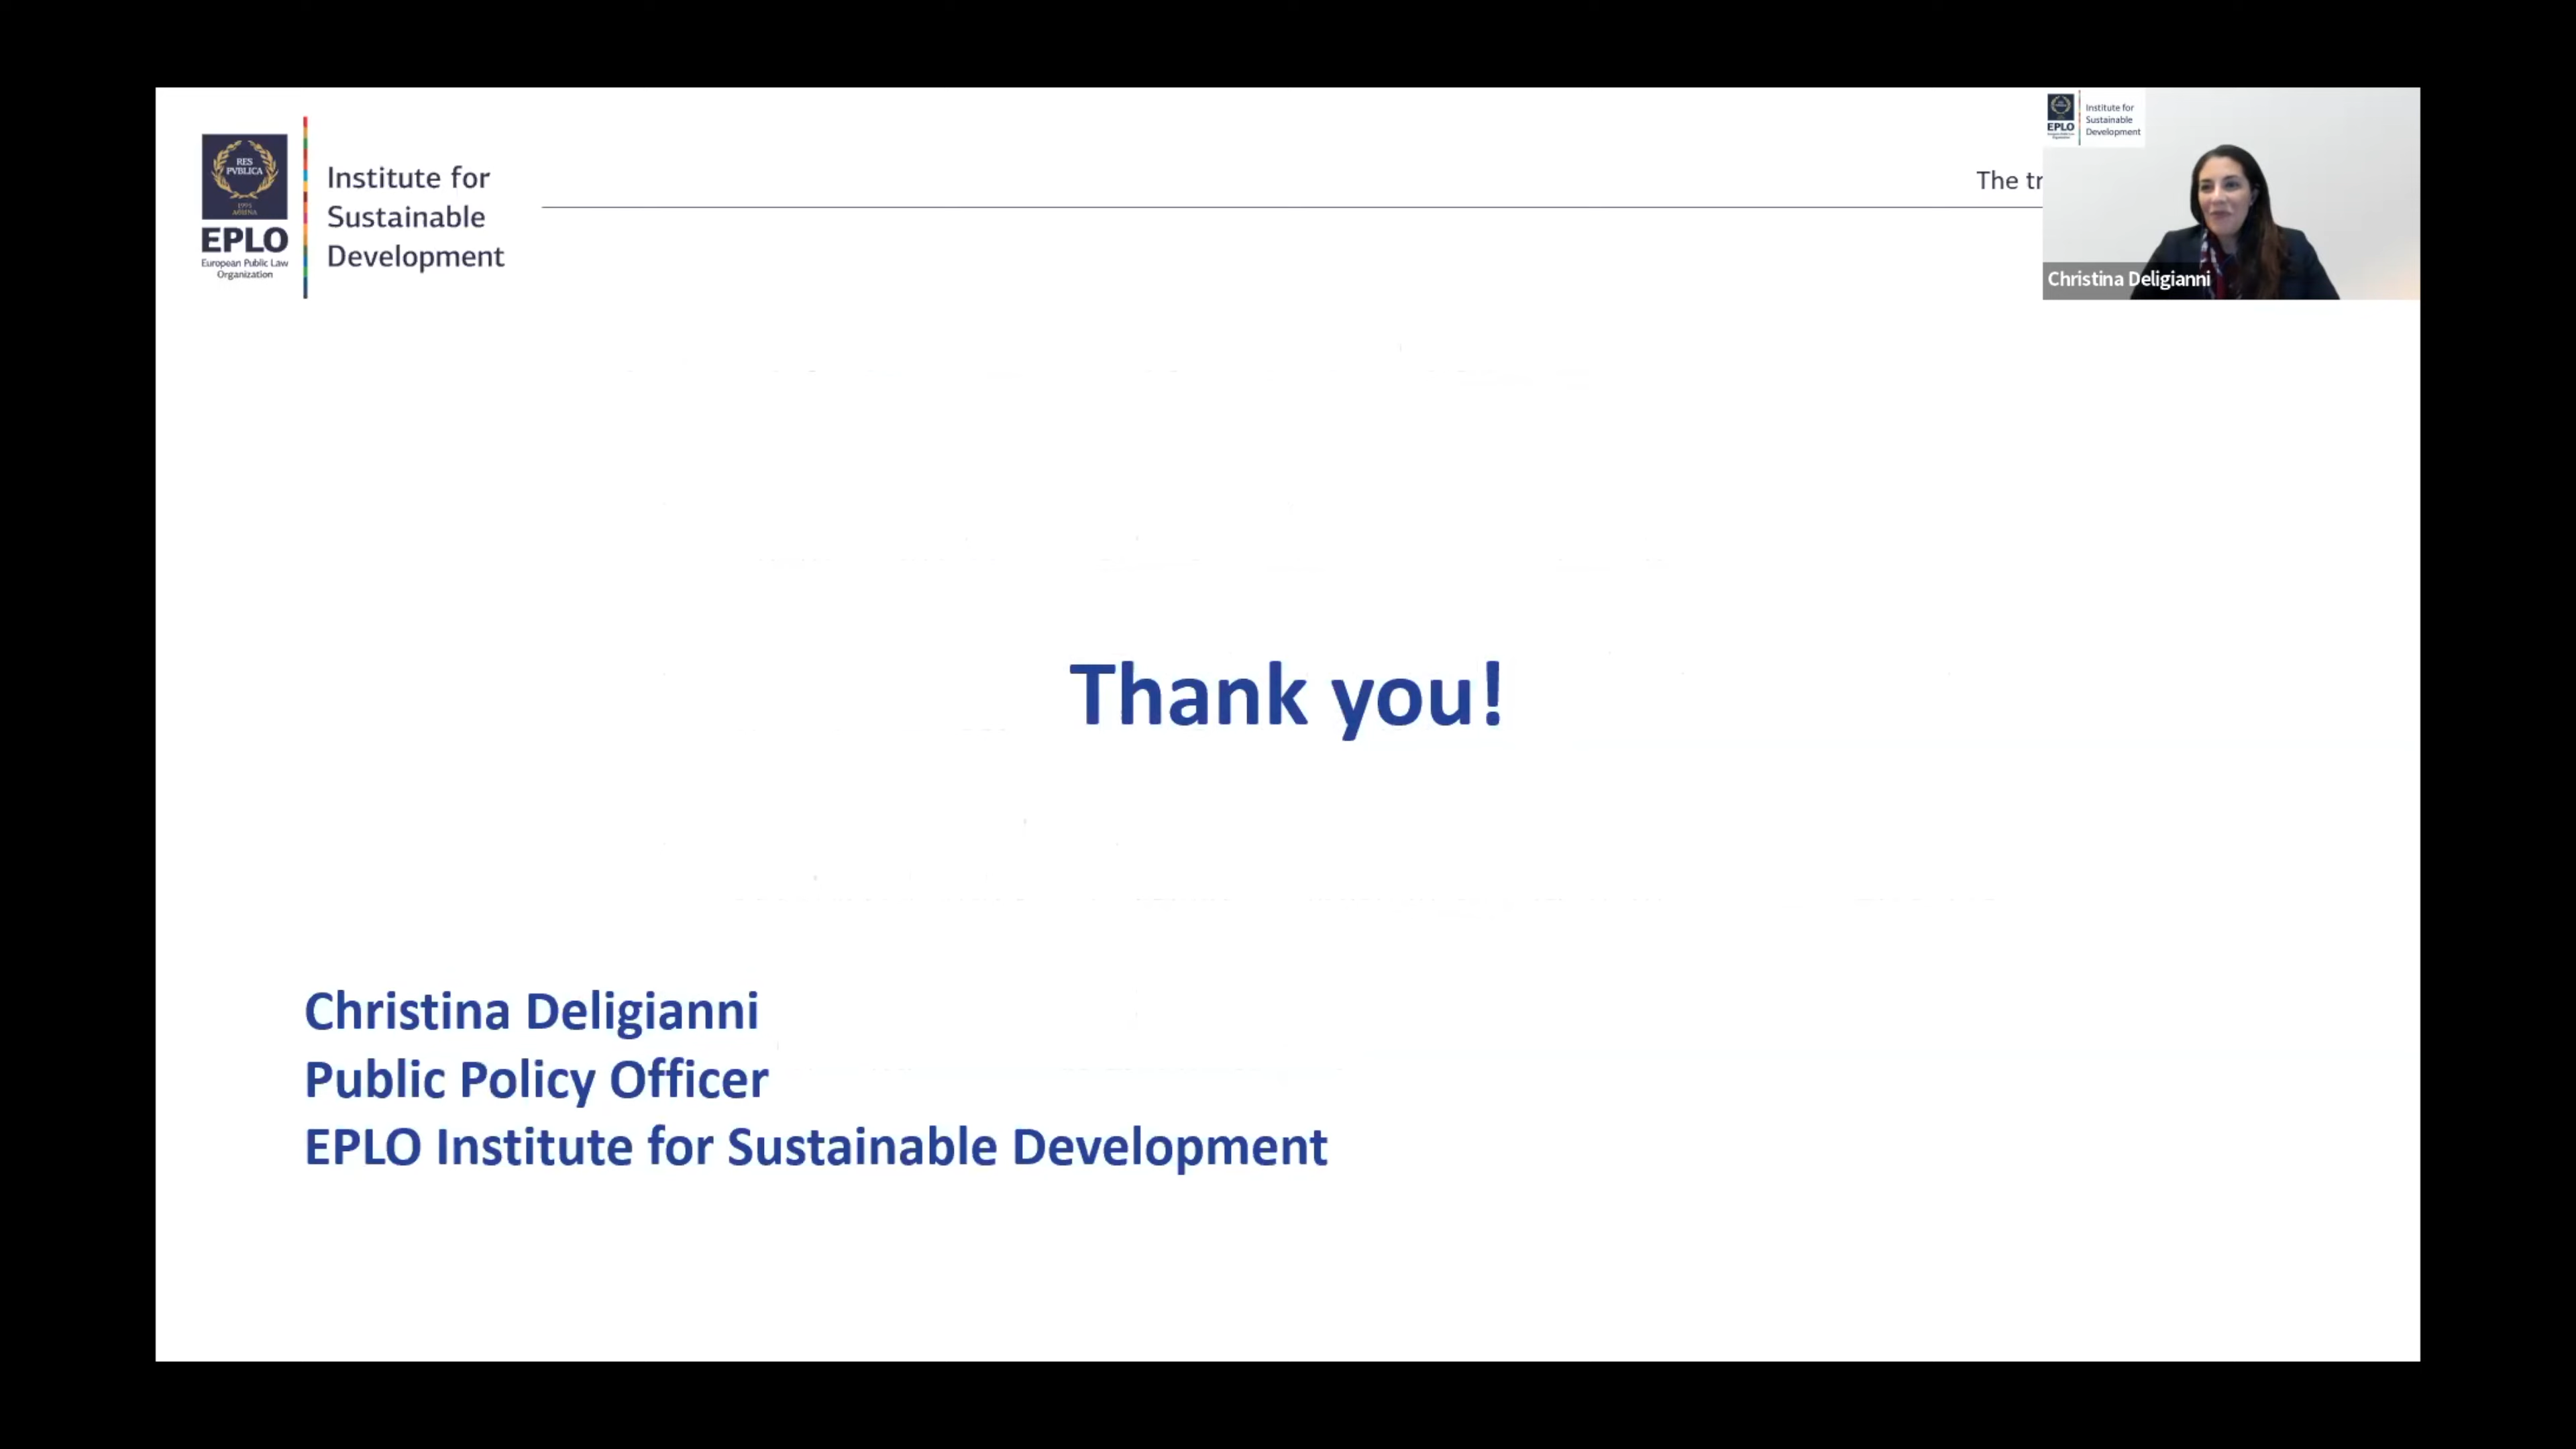 RES
PVBLICA
1991
EPLO
European Public Law
Organization
Institute for
Sustainable
Development
The tr
EPLO
Institute for
Sustainable
Development
Christina Deligianni
Thank you!
Christina Deligianni
Public Policy Officer
EPLO Institute for Sustainable Development